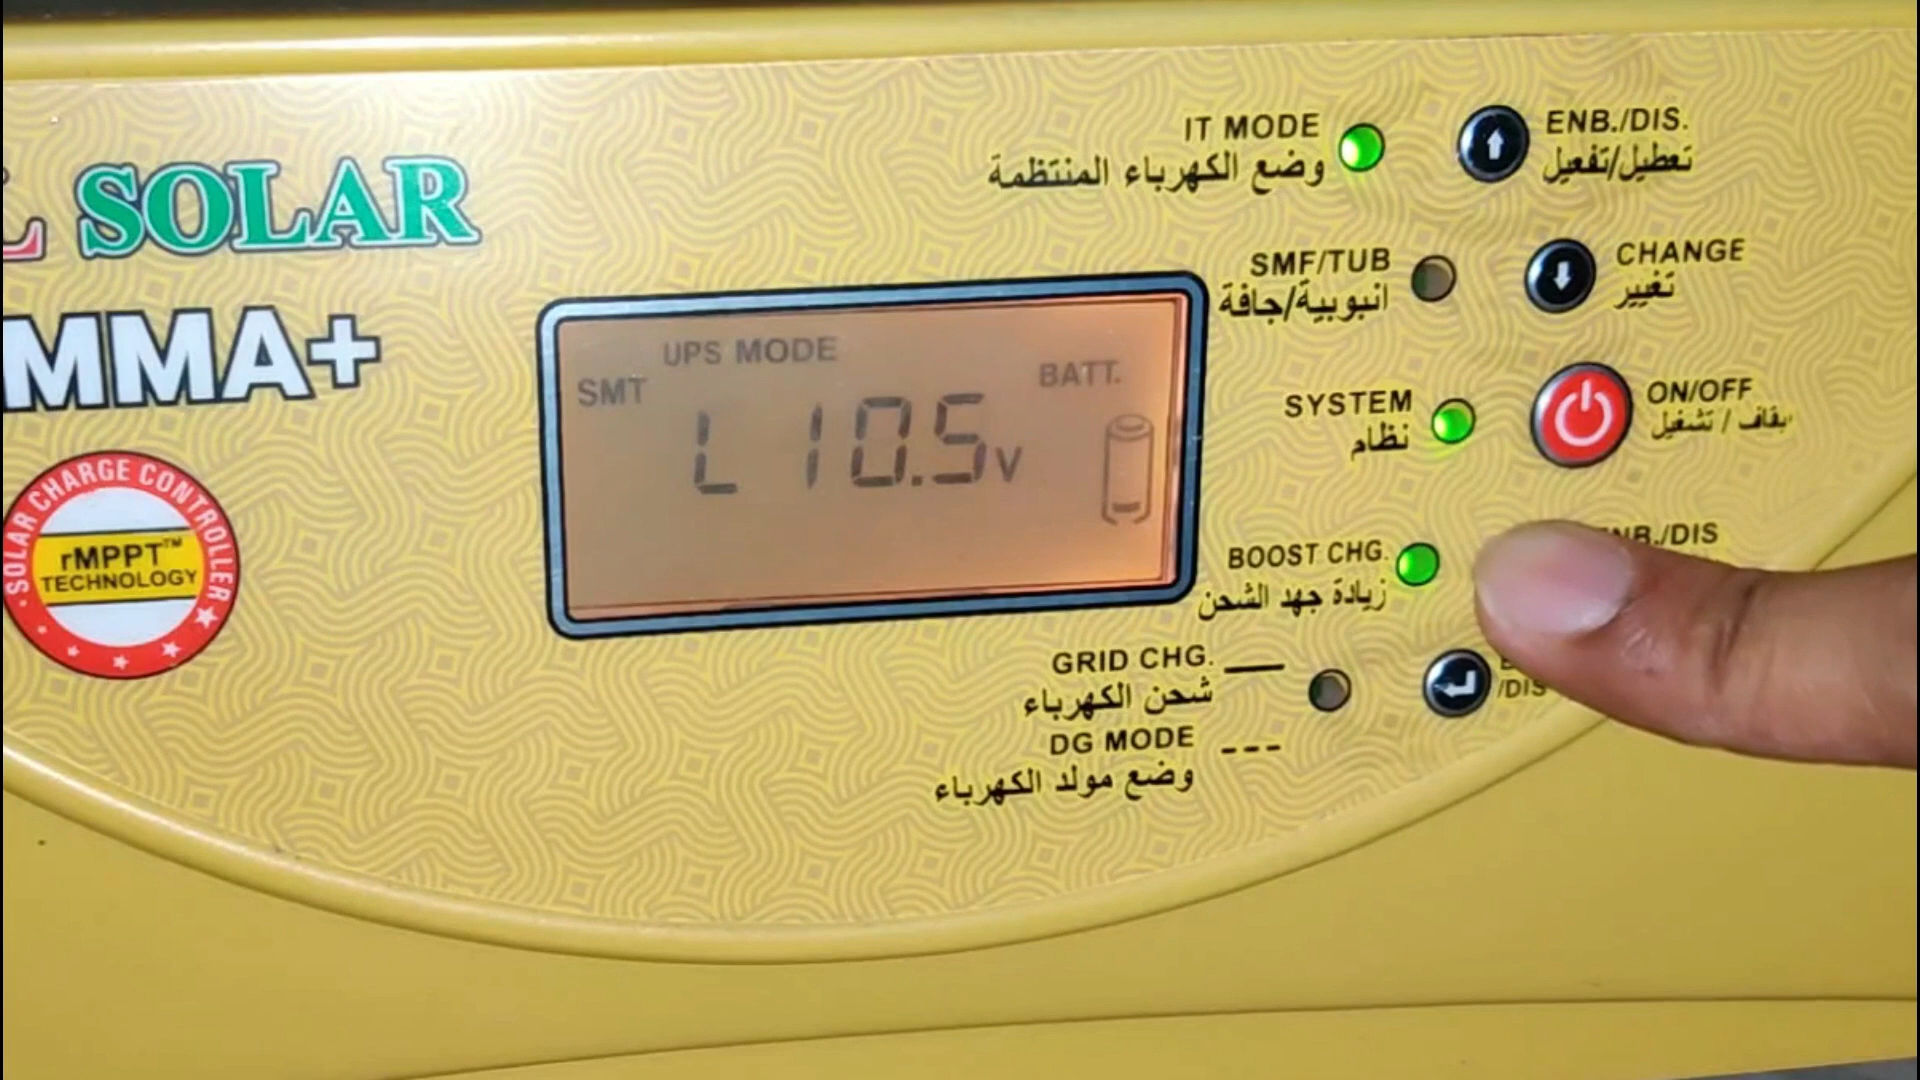 SOLAR
MMA+
SOLAR CHARGE CONTROLLER
rMPPT™
TECHNOLOGY
UPS MODE
SMT
BATT.
L 10.5v
IT MODE
وضع الكهرباء المنتظمة
ENB./DIS.
تعطيل/تفعيل
SMF/TUB
انبوبية/جافة
CHANGE
تغيير
SYSTEM
نظام
ON/OFF
ايقاف / تشغيل
BOOST CHG.
زيادة جهد الشحن
NB./DIS
GRID CHG.
شحن الكهرباء
/DIS
DG MODE
وضع مولد الكهرباء